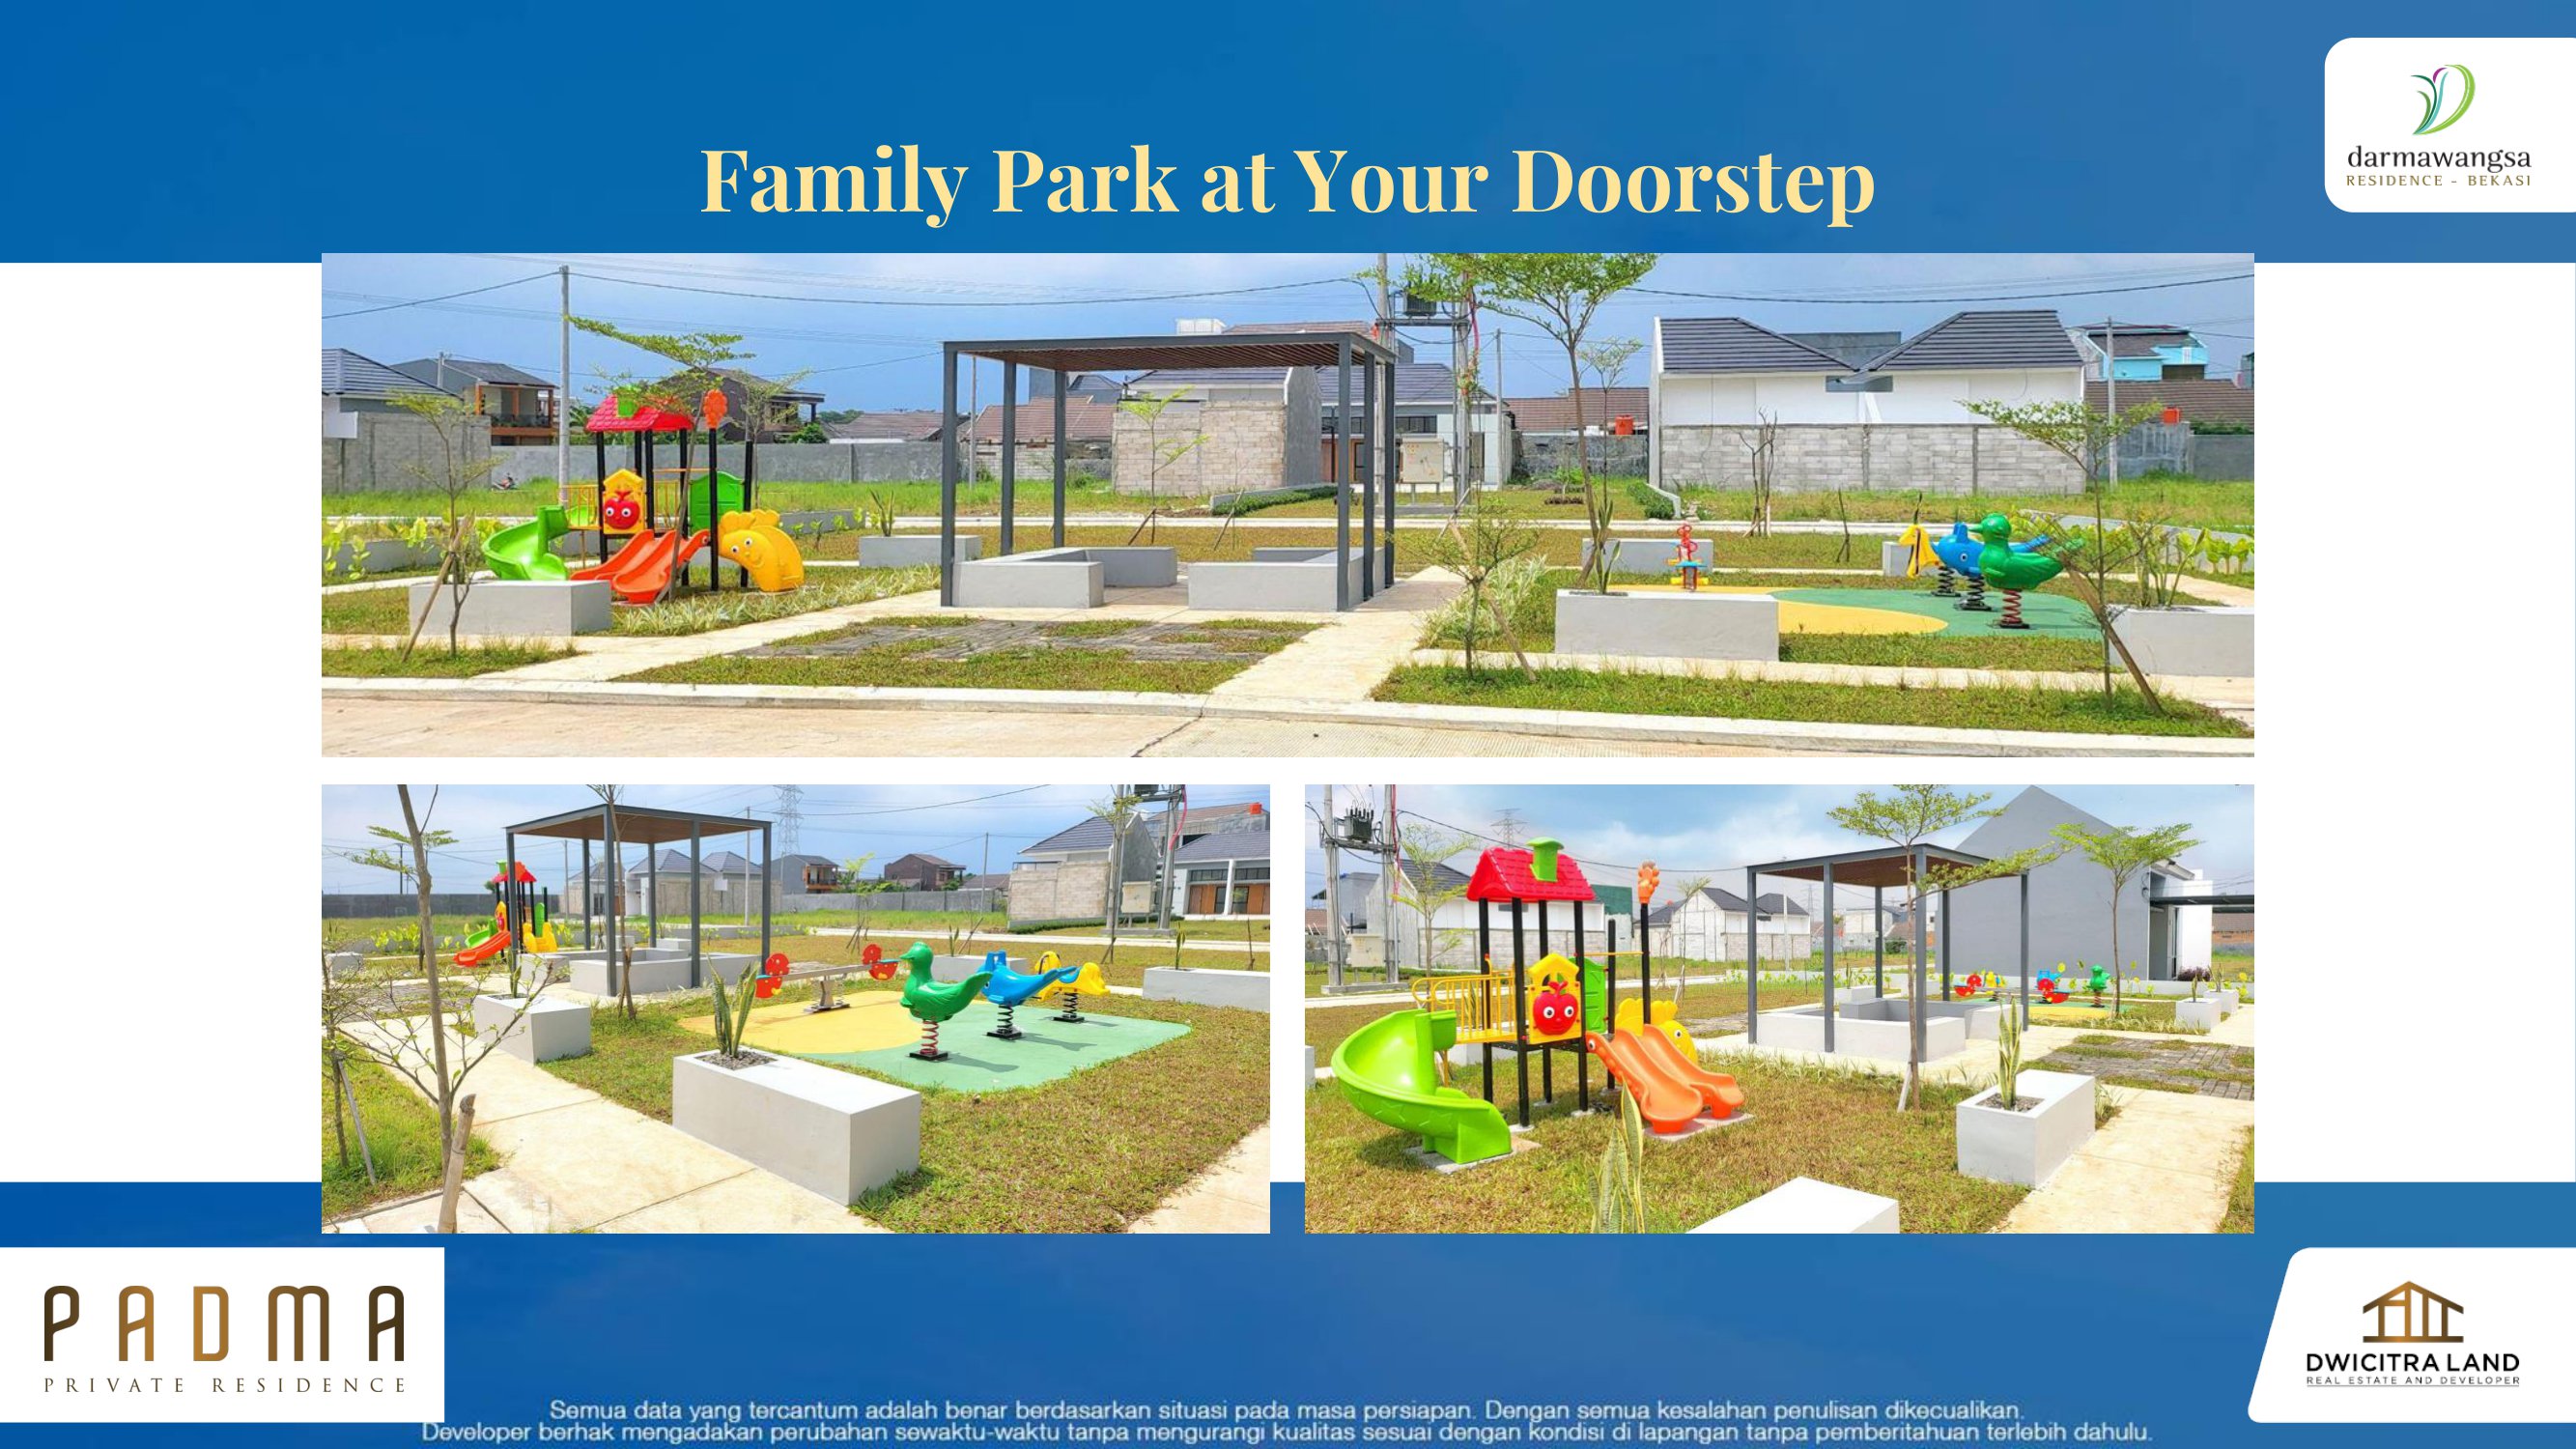 Family Park at Your Doorstep
darmawangsa
RESIDENCE - BEKASI
PADMA
PRIVATE RESIDENCE
DWICITRA LAND
REAL ESTATE AND DEVELOPER
Semua data yang tercantum adalah benar berdasarkan situasi pada masa persiapan. Dengan semua kesalahan penulisan dikecualikan.
Developer berhak mengadakan perubahan sewaktu-waktu tanpa mengurangi kualitas sesuai dengan kondisi di lapangan tanpa pemberitahuan terlebih dahulu.